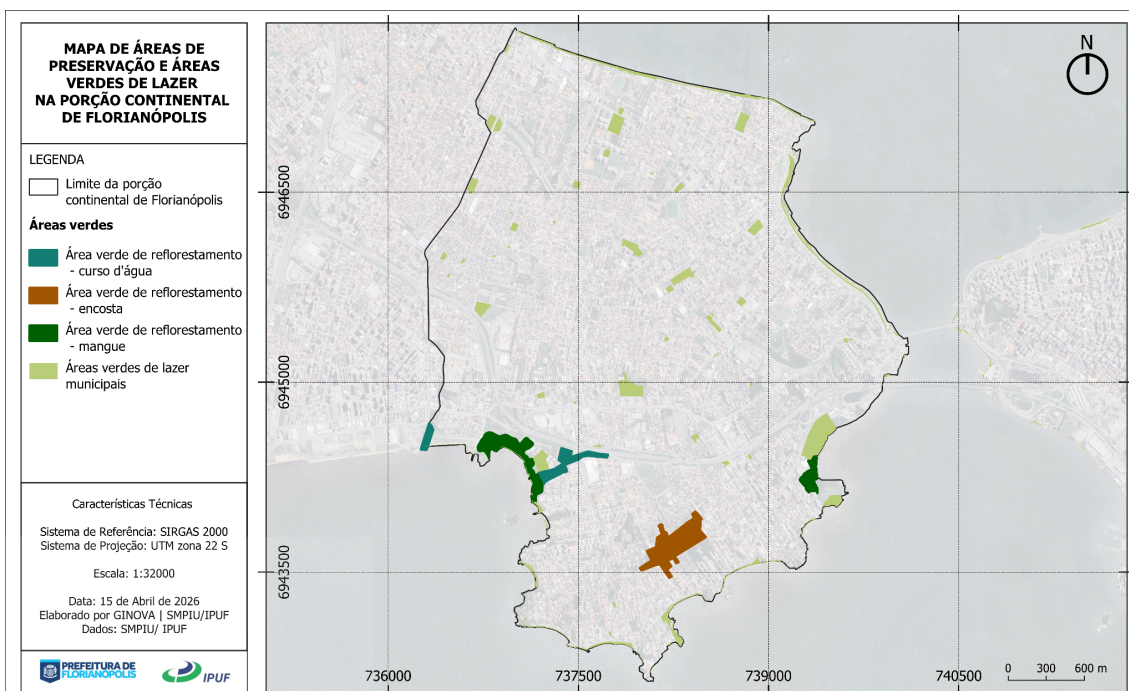 MAPA DE ÁREAS DE
PRESERVAÇÃO E ÁREAS
VERDES DE LAZER
NA PORÇÃO CONTINENTAL
DE FLORIANÓPOLIS
LEGENDA
Limite da porção
continental de Florianópolis
Áreas verdes
Área verde de reflorestamento
- curso d'água
Área verde de reflorestamento
- encosta
Área verde de reflorestamento
- mangue
Áreas verdes de lazer
municipais
Características Técnicas
Sistema de Referência: SIRGAS 2000
Sistema de Projeção: UTM zona 22 S
Escala: 1:32000
Data: 15 de Abril de 2026
Elaborado por GINOVA | SMPIU/IPUF
Dados: SMPIU/ IPUF
PREFEITURA DE
FLORIANÓPOLIS
IPUF
N
6946500
6945000
6943500
736000
737500
739000
740500
0 300 600 m